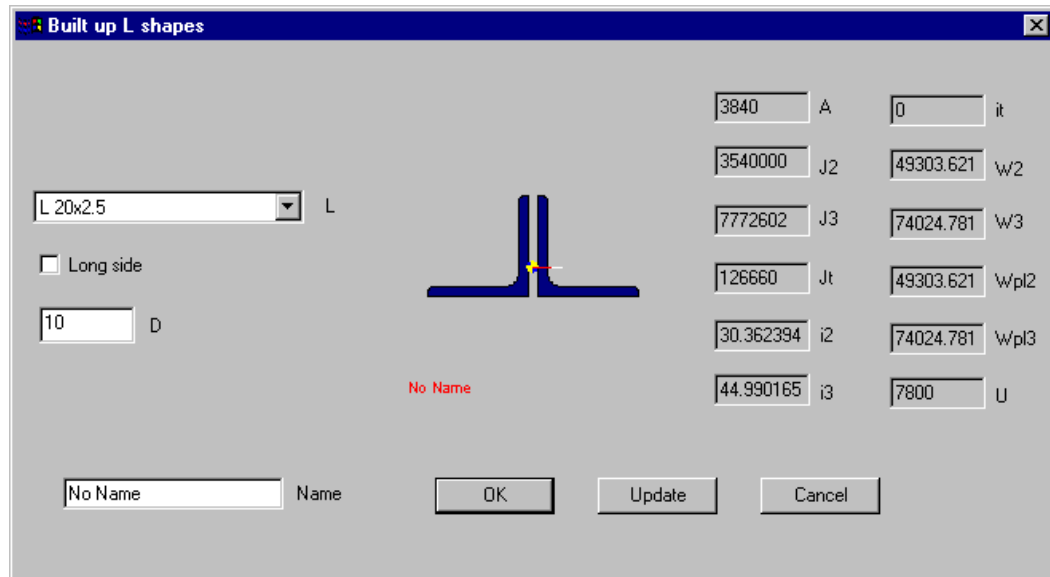 Built up L shapes
3840 A 0 it
3540000 J2 49303.621 W2
L 20x2.5 L
7772602 J3 74024.781 W3
Long side
126660 Jt 49303.621 Wpl2
10 D
30.362394 i2 74024.781 Wpl3
No Name
44.990165 i3 7800 U
No Name Name OK Update Cancel